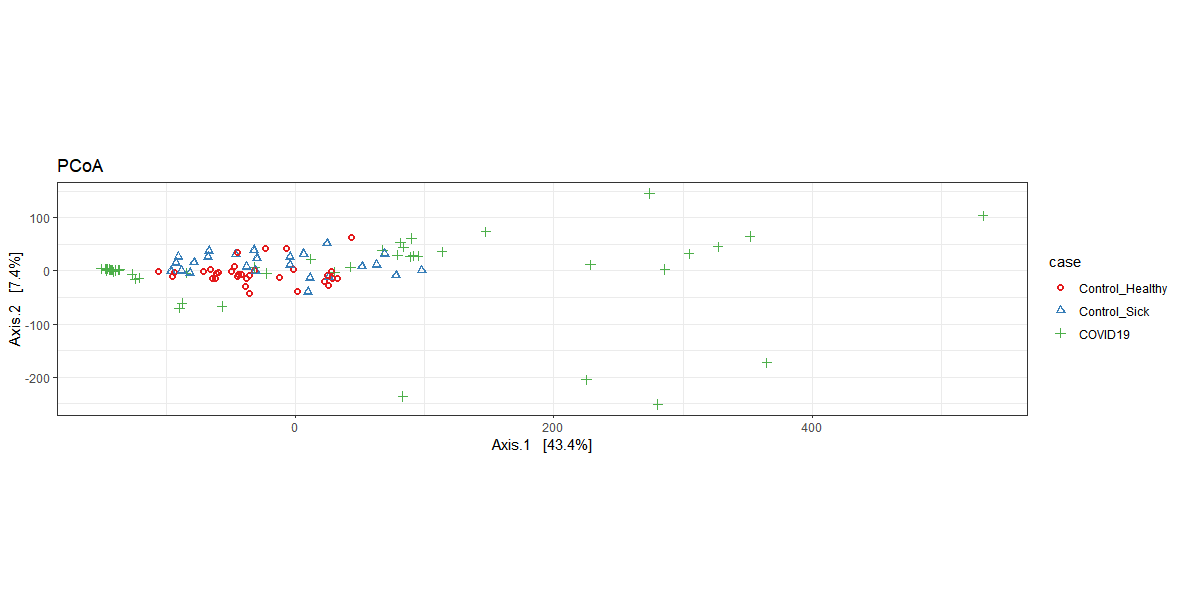 PCoA
100
0
-100
-200
Axis.2 [7.4%]
0
200
400
Axis.1 [43.4%]
case
Control_Healthy
Control_Sick
COVID19